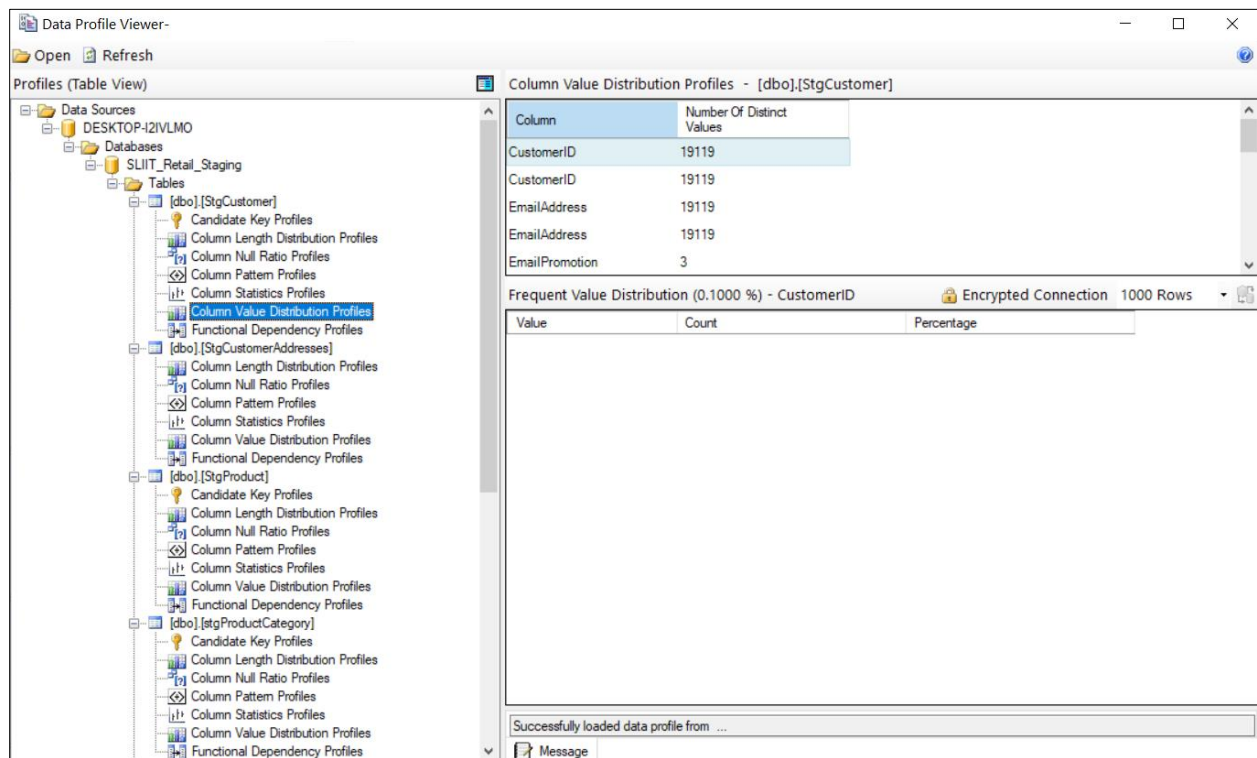 Data Profile Viewer-
Open Refresh
Profiles (Table View)
Data Sources
DESKTOP-I2IVLMO
Databases
SLIIT_Retail_Staging
Tables
[dbo].[StgCustomer]
Candidate Key Profiles
Column Length Distribution Profiles
Column Null Ratio Profiles
Column Pattern Profiles
Column Statistics Profiles
Column Value Distribution Profiles
Functional Dependency Profiles
[dbo].[StgCustomerAddresses]
Column Length Distribution Profiles
Column Null Ratio Profiles
Column Pattern Profiles
Column Statistics Profiles
Column Value Distribution Profiles
Functional Dependency Profiles
[dbo].[StgProduct]
Candidate Key Profiles
Column Length Distribution Profiles
Column Null Ratio Profiles
Column Pattern Profiles
Column Statistics Profiles
Column Value Distribution Profiles
Functional Dependency Profiles
[dbo].[stgProductCategory]
Candidate Key Profiles
Column Length Distribution Profiles
Column Null Ratio Profiles
Column Pattern Profiles
Column Statistics Profiles
Column Value Distribution Profiles
Functional Dependency Profiles
Column Value Distribution Profiles - [dbo].[StgCustomer]
Column Number Of Distinct
Values
CustomerID 19119
CustomerID 19119
EmailAddress 19119
EmailAddress 19119
EmailPromotion 3
Frequent Value Distribution (0.1000 %) - CustomerID Encrypted Connection 1000 Rows
Value Count Percentage
Successfully loaded data profile from ...
Message